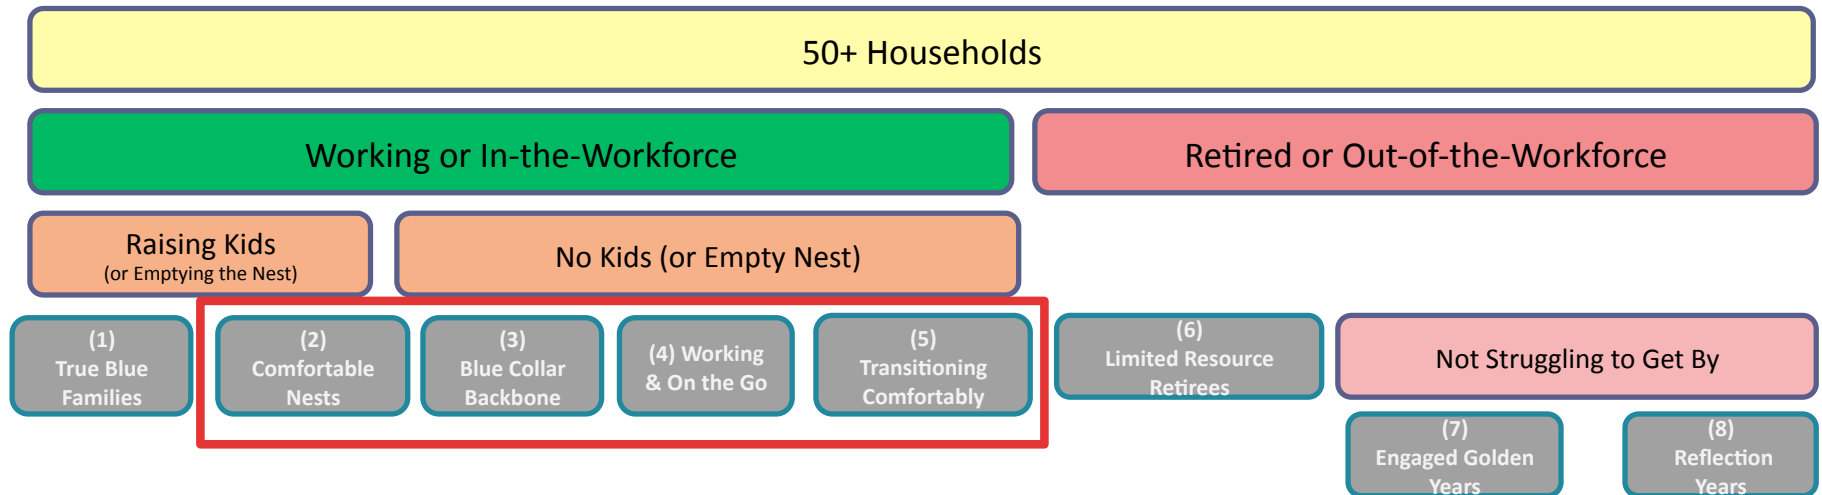 50+ Households
Working or In-the-Workforce
Retired or Out-of-the-Workforce
Raising Kids
(or Emptying the Nest)
No Kids (or Empty Nest)
(1)
True Blue
Families
(2)
Comfortable
Nests
(3)
Blue Collar
Backbone
(4) Working
& On the Go
(5)
Transitioning
Comfortably
(6)
Limited Resource
Retirees
Not Struggling to Get By
(7)
Engaged Golden
Years
(8)
Reflection
Years